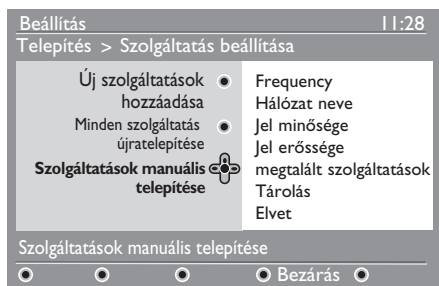 Beállítás 11:28
Telepítés > Szolgáltatás beállítása
Új szolgáltatások
hozzáadása
Minden szolgáltatás
újratelepítése
Szolgáltatások manuális
telepítése
Frequency
Hálózat neve
Jel minősége
Jel erőssége
megtalált szolgáltatások
Tárolás
Elvet
Szolgáltatások manuális telepítése
Bezárás